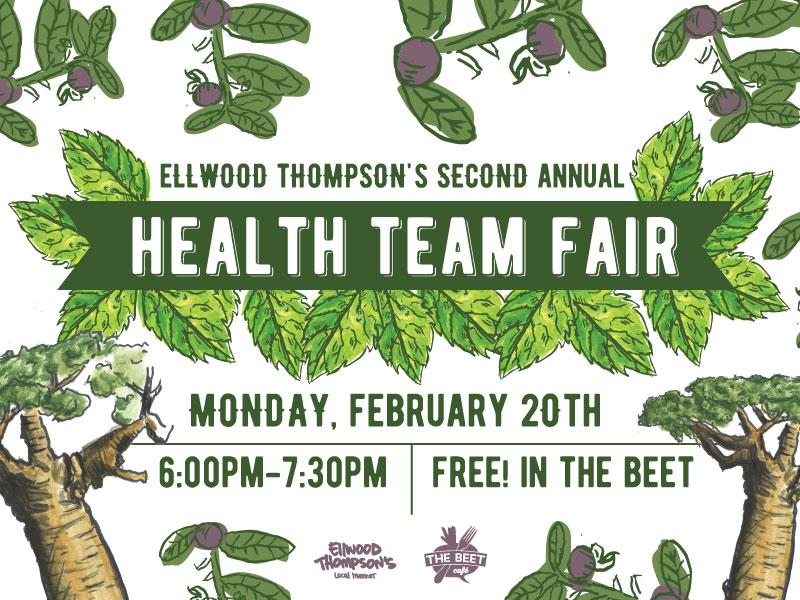 ELLWOOD THOMPSON'S SECOND ANNUAL
HEALTH TEAM FAIR
MONDAY, FEBRUARY 20TH
6:00PM-7:30PM
FREE! IN THE BEET
ELLWOOD
THOMPSON'S
LOCAL MARKET
THE BEET
café